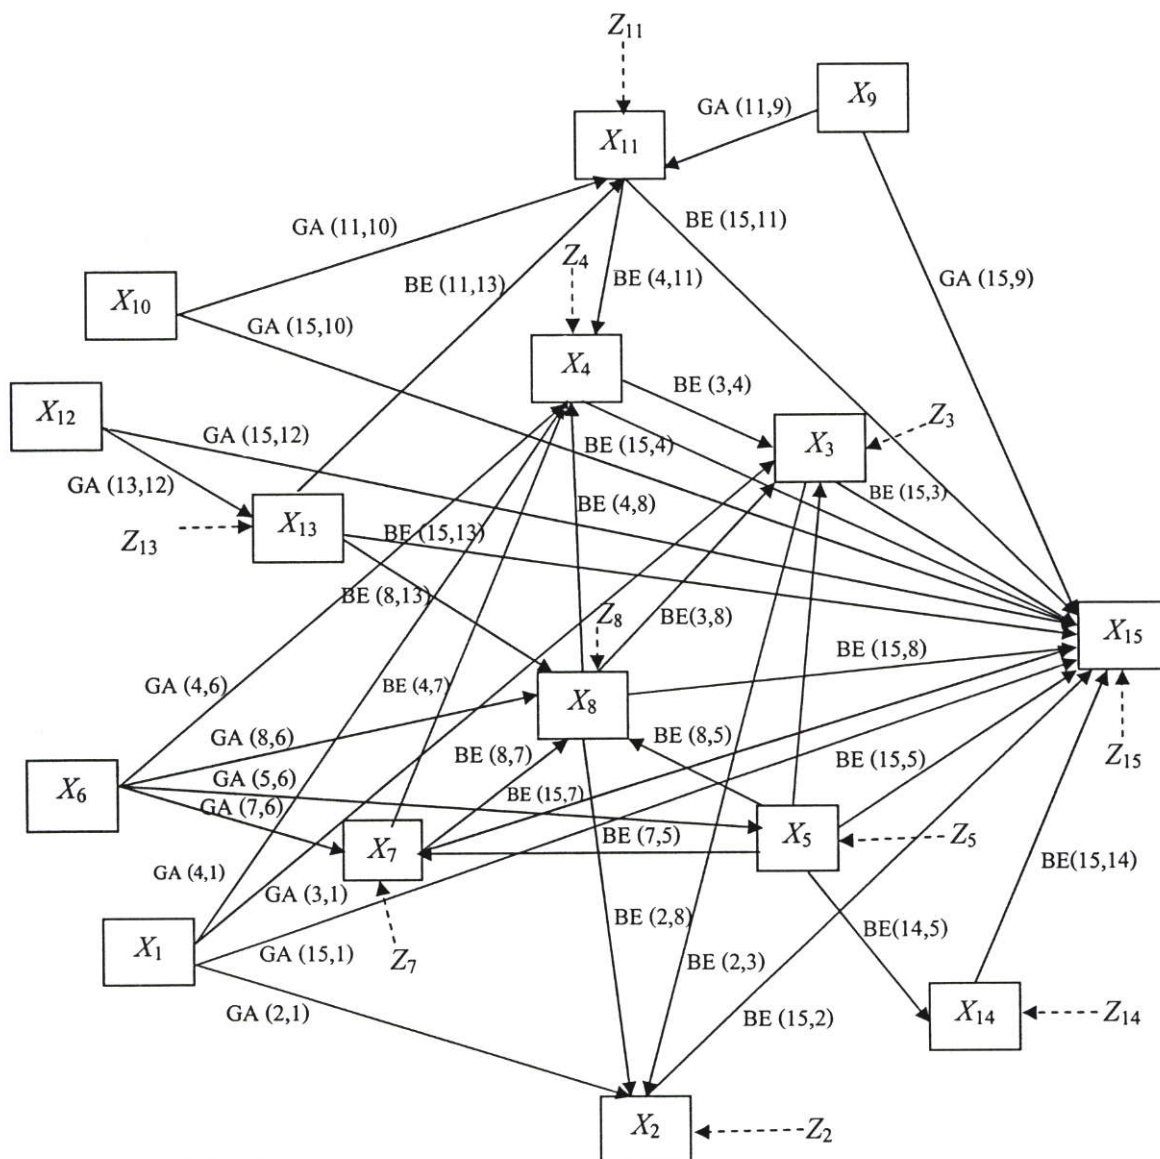 Z11
X9
GA (11,9)
X11
GA (11,10)
BE (15,11)
Z4
BE (11,13)
BE (4,11)
GA (15,9)
X10
GA (15,10)
X4
BE (3,4)
X12
GA (15,12)
BE (15,4)
X3
Z3
GA (13,12)
BE (15,3)
BE (4,8)
X13
BE (15,13)
Z13
BE (8,13)
Z8
BE(3,8)
X15
BE (15,8)
GA (4,6)
BE (4,7)
X8
GA (8,6)
BE (8,7)
BE (8,5)
BE (15,5)
Z15
X6
GA (5,6)
GA (7,6)
BE (15,7)
X7
BE (7,5)
X5
Z5
BE(15,14)
GA (4,1)
GA (3,1)
BE (2,8)
BE(14,5)
X1
GA (15,1)
Z7
BE (2,3)
GA (2,1)
BE (15,2)
X14
Z14
X2
Z2